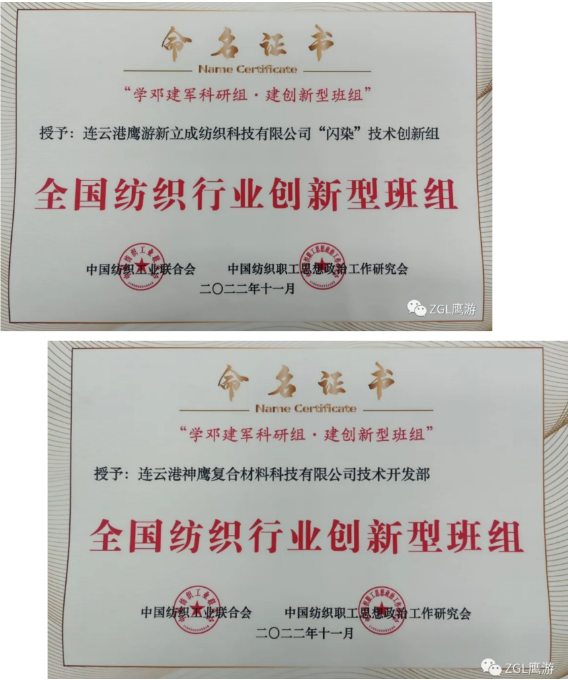 命名证书
Name Certificate
“学邓建军科研组·建创新型班组”
授予：连云港鹰游新立成纺织科技有限公司“闪染”技术创新组
全国纺织行业创新型班组
中国纺织工业联合会 中国纺织职工思想政治工作研究会
二〇二二年十一月
ZGL鹰游
命名证书
Name Certificate
“学邓建军科研组·建创新型班组”
授予：连云港神鹰复合材料科技有限公司技术开发部
全国纺织行业创新型班组
中国纺织工业联合会 中国纺织职工思想政治工作研究会
二〇二二年十一月
ZGL鹰游